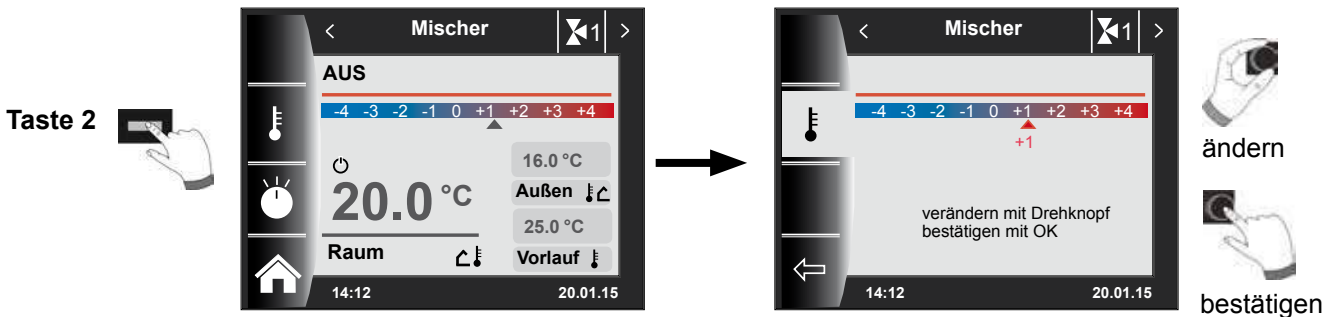 Taste 2
< Mischer 1 >
AUS
-4 -3 -2 -1 0 +1 +2 +3 +4
16.0 °C
Außen
20.0 °C
25.0 °C
Raum
Vorlauf
14:12 20.01.15
< Mischer 1 >
-4 -3 -2 -1 0 +1 +2 +3 +4
+1
verändern mit Drehknopf
bestätigen mit OK
14:12 20.01.15
ändern
bestätigen